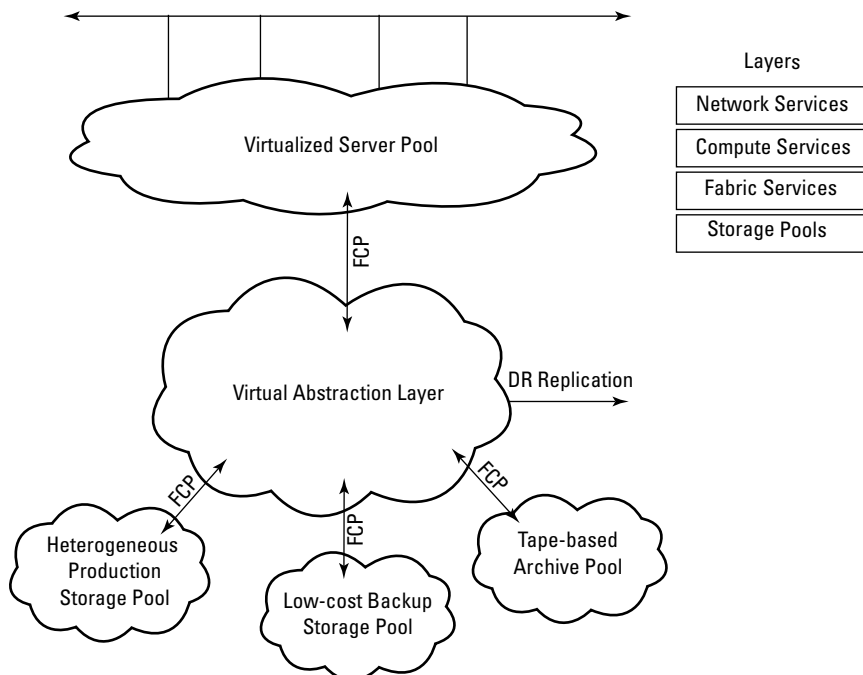 Layers
Network Services
Compute Services
Fabric Services
Storage Pools
Virtualized Server Pool
FCP
Virtual Abstraction Layer
DR Replication
FCP
FCP
FCP
Heterogeneous
Production
Storage Pool
Low-cost Backup
Storage Pool
Tape-based
Archive Pool